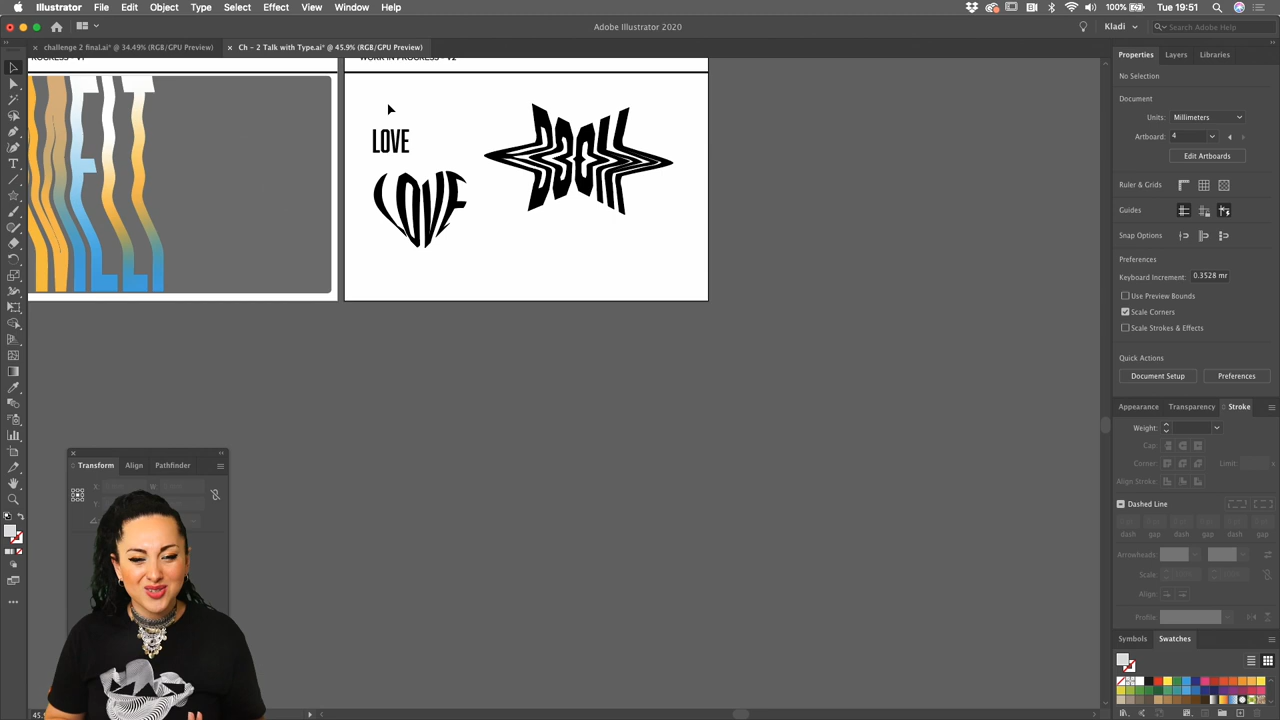 Illustrator File Edit Object Type Select Effect View Window Help
100% Tue 19:51
Adobe Illustrator 2020
Kladi
Search Adobe Help
challenge 2 final.ai* @ 34.49% (RGB/GPU Preview)
Ch - 2 Talk with Type.ai* @ 45.9% (RGB/GPU Preview)
Properties
Layers
Libraries
WORK IN PROGRESS - V2
No Selection
Document
Units:
Millimeters
Artboard:
4
Edit Artboards
LOVE
LOVE
Ruler & Grids
Guides
Snap Options
Preferences
Keyboard Increment:
0.3528 mr
Use Preview Bounds
Scale Corners
Scale Strokes & Effects
Quick Actions
Document Setup
Preferences
Appearance
Transparency
Stroke
Weight:
Cap:
Corner:
Limit:
Align Stroke:
Dashed Line
dash gap dash gap dash gap
Arrowheads:
Scale:
Align:
Profile:
Symbols
Swatches
Transform
Align
Pathfinder
X:
W: